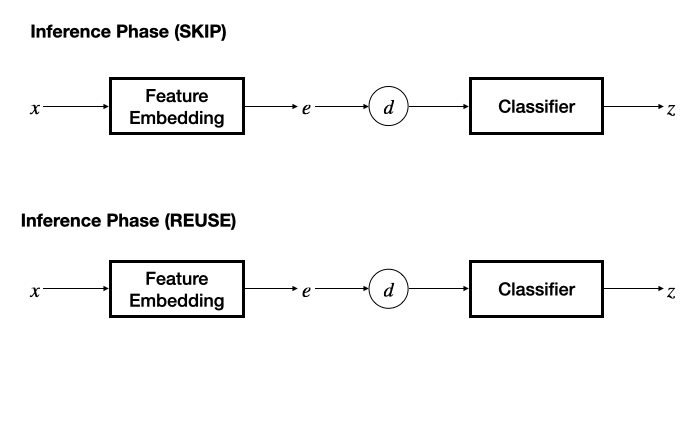 Inference Phase (SKIP)
x
Feature
Embedding
e
d
Classifier
z
Inference Phase (REUSE)
x
Feature
Embedding
e
d
Classifier
z